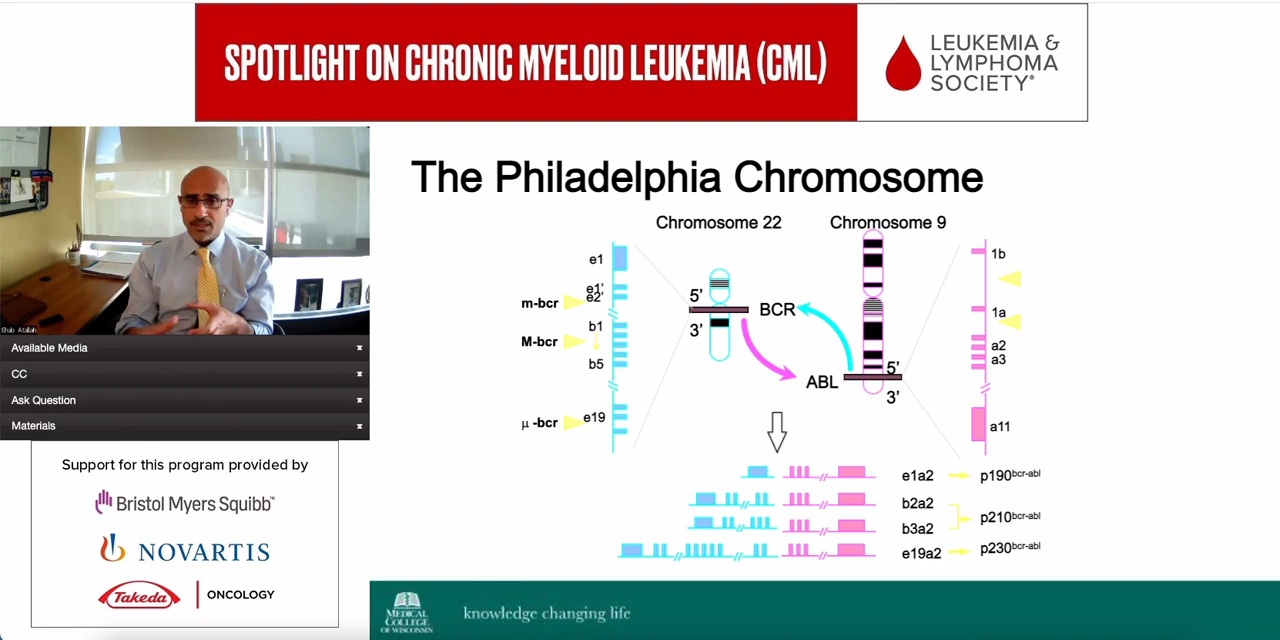 SPOTLIGHT ON CHRONIC MYELOID LEUKEMIA (CML)
LEUKEMIA &
LYMPHOMA
SOCIETY®
Ehab Atallah
Available Media
CC
Ask Question
Materials
Support for this program provided by
Bristol Myers Squibb™
NOVARTIS
Takeda
ONCOLOGY
The Philadelphia Chromosome
Chromosome 22
Chromosome 9
e1
e1'
e2'
m-bcr
b1
M-bcr
b5
μ-bcr
e19
5'
3'
BCR
ABL
5'
3'
1b
1a
a2
a3
a11
e1a2
p190bcr-abl
b2a2
p210bcr-abl
b3a2
e19a2
p230bcr-abl
MEDICAL
COLLEGE
OF WISCONSIN
knowledge changing life